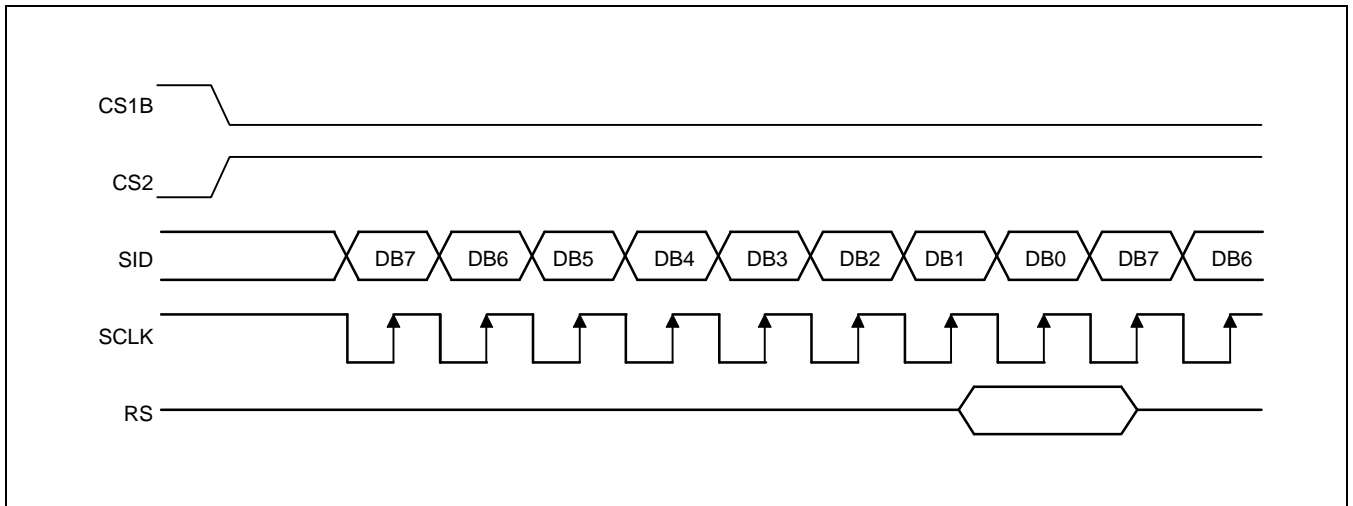 CS1B
CS2
SID DB7 DB6 DB5 DB4 DB3 DB2 DB1 DB0 DB7 DB6
SCLK
RS